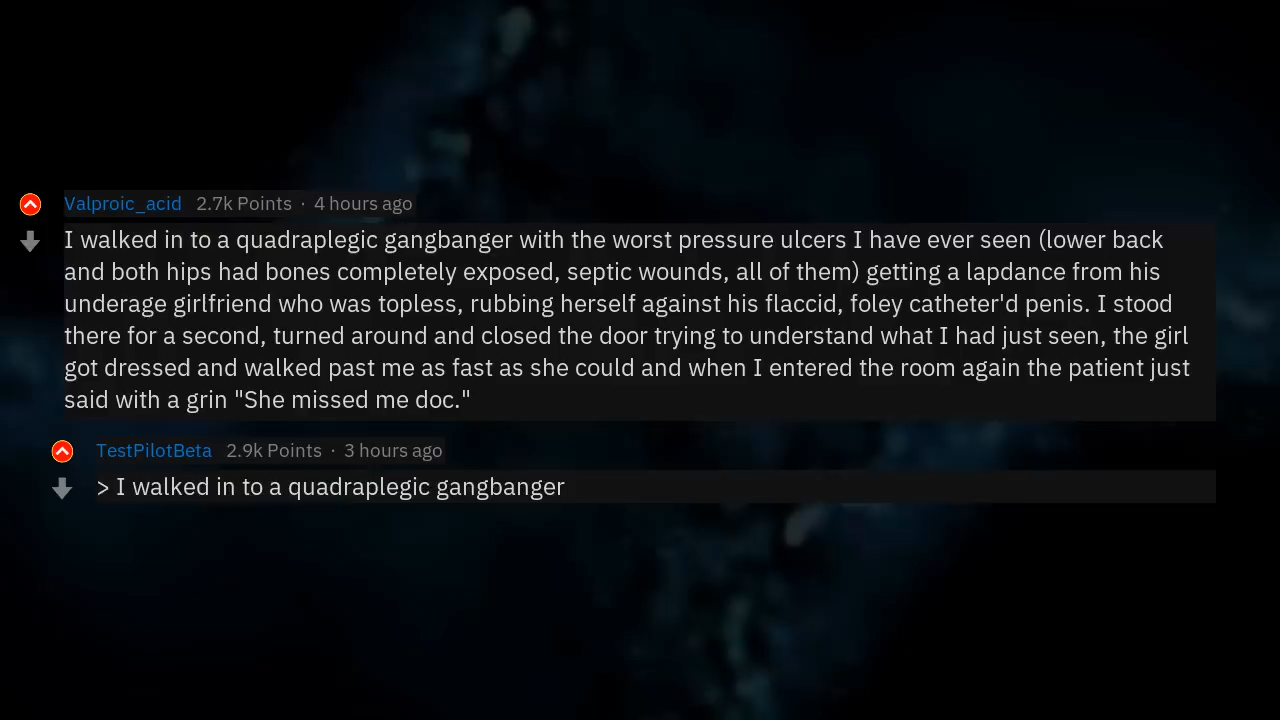 Valproic_acid 2.7k Points · 4 hours ago
I walked in to a quadraplegic gangbanger with the worst pressure ulcers I have ever seen (lower back
and both hips had bones completely exposed, septic wounds, all of them) getting a lapdance from his
underage girlfriend who was topless, rubbing herself against his flaccid, foley catheter'd penis. I stood
there for a second, turned around and closed the door trying to understand what I had just seen, the girl
got dressed and walked past me as fast as she could and when I entered the room again the patient just
said with a grin "She missed me doc."
TestPilotBeta 2.9k Points · 3 hours ago
> I walked in to a quadraplegic gangbanger